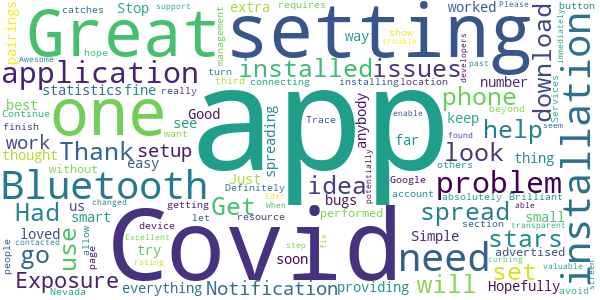 pairings
catches
Stop
support
extra
requires
Please
Great
setting
worked
way
show
trouble
button
management
hope
Awesome
turn
really
third
connecting
installing
location
developers
past
download
immediately
Services
seem
installation
application
installed
issues
statistics
fine
number
best
Continue
finish
one
app
Good
see
anybody
phone
keep
beyond
work
Thank
setup
spreading
Trace
enable
far
help
found
others
thought
want
without
easy
Just
potentially
look
thing
Bluetooth
Definitely
Edit
When
idea
bugs
Google
account
problem
absolutely
Brilliant
able
Had
us
smart
changed
getting
Get
let
resource
performed
spread
small
transparent
loved
contacted
device
Covid
Simple
section
advertised
curbing
go
use
page
allow
try
Excellent
rating
soon
step
fix
need
stars
valuable
people
Exposure
everything
Notification
providing
will
set
Hopefully
avoid
screen
Nevada